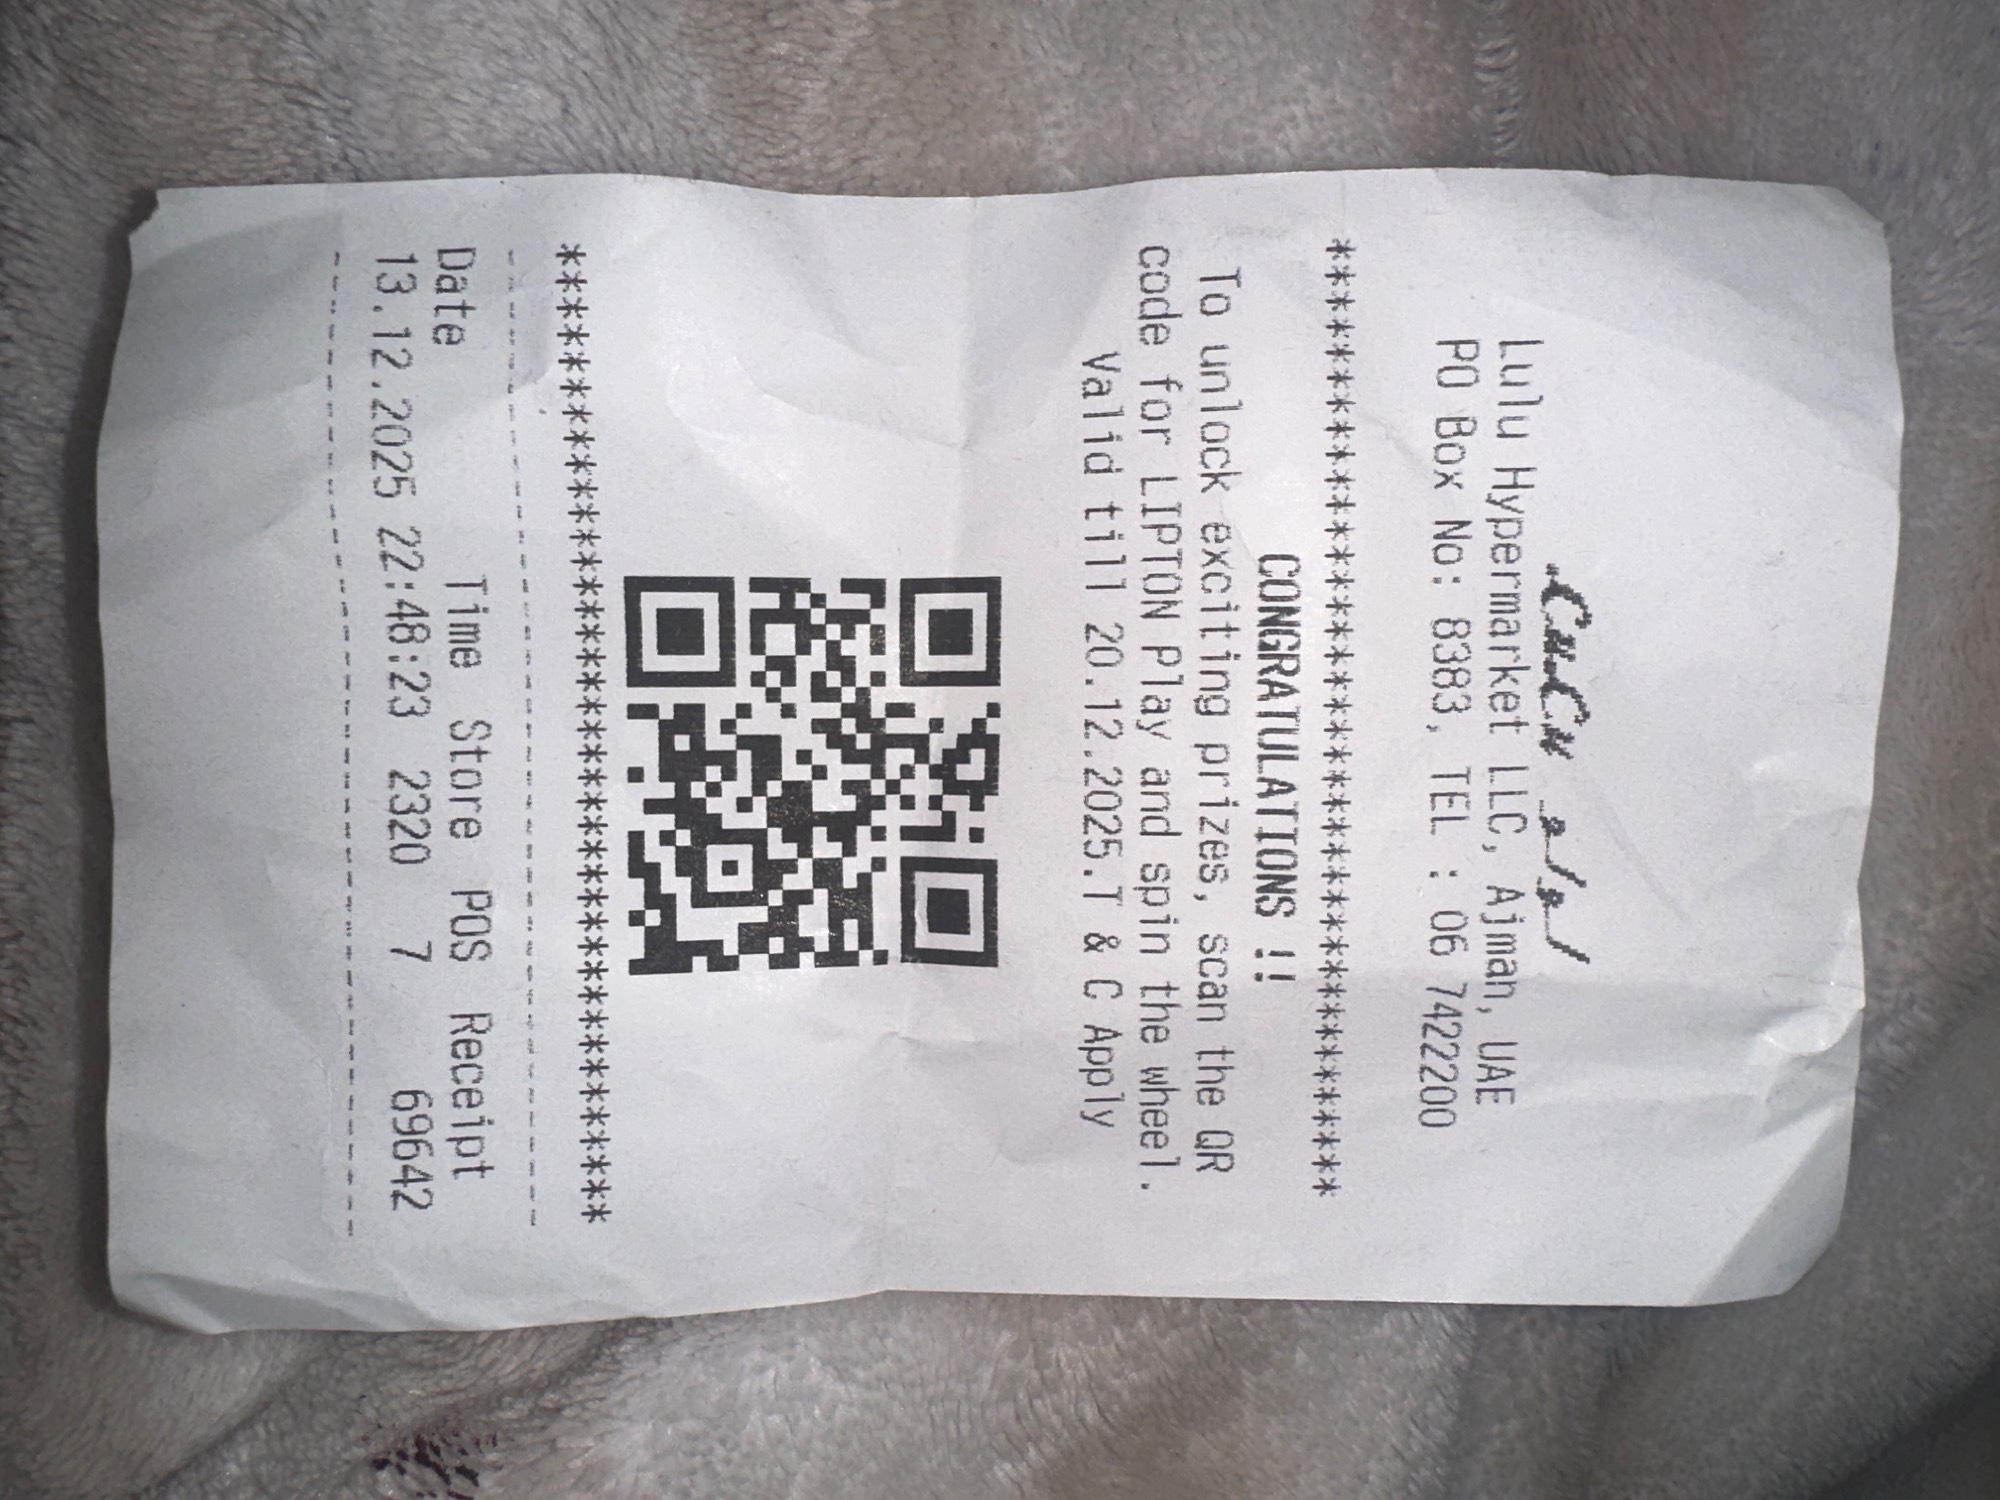 LuLu لولو
Lulu Hypermarket LLC, Ajman, UAE
PO Box No: 8383, TEL : 06 7422200
***************************************
CONGRATULATIONS !!
To unlock exciting prizes, scan the QR
code for LIPTON Play and spin the wheel.
Valid till 20.12.2025.T & C Apply
****************************************
Date Time Store POS Receipt
13.12.2025 22:48:23 2320 7 69642